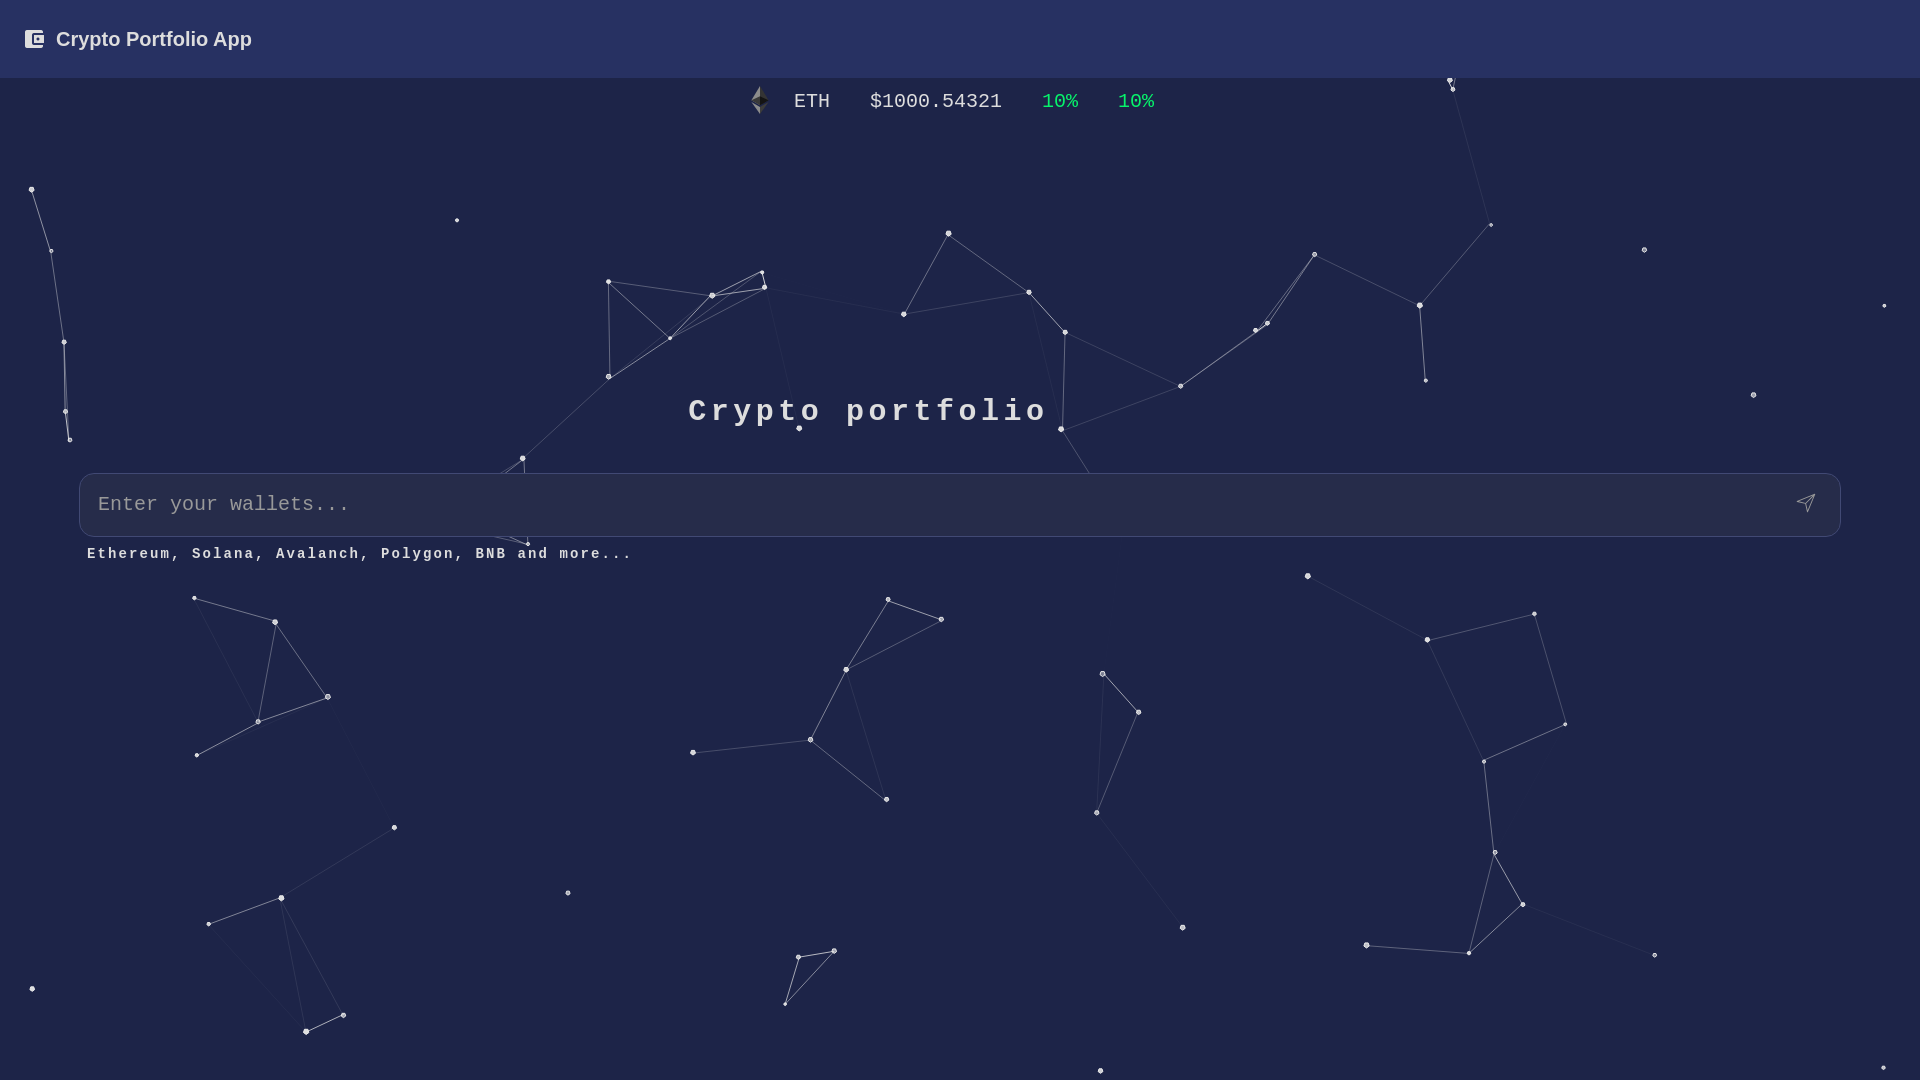 Crypto Portfolio App
ETH $1000.54321 10% 10%
Crypto portfolio
Enter your wallets...
Ethereum, Solana, Avalanch, Polygon, BNB and more...